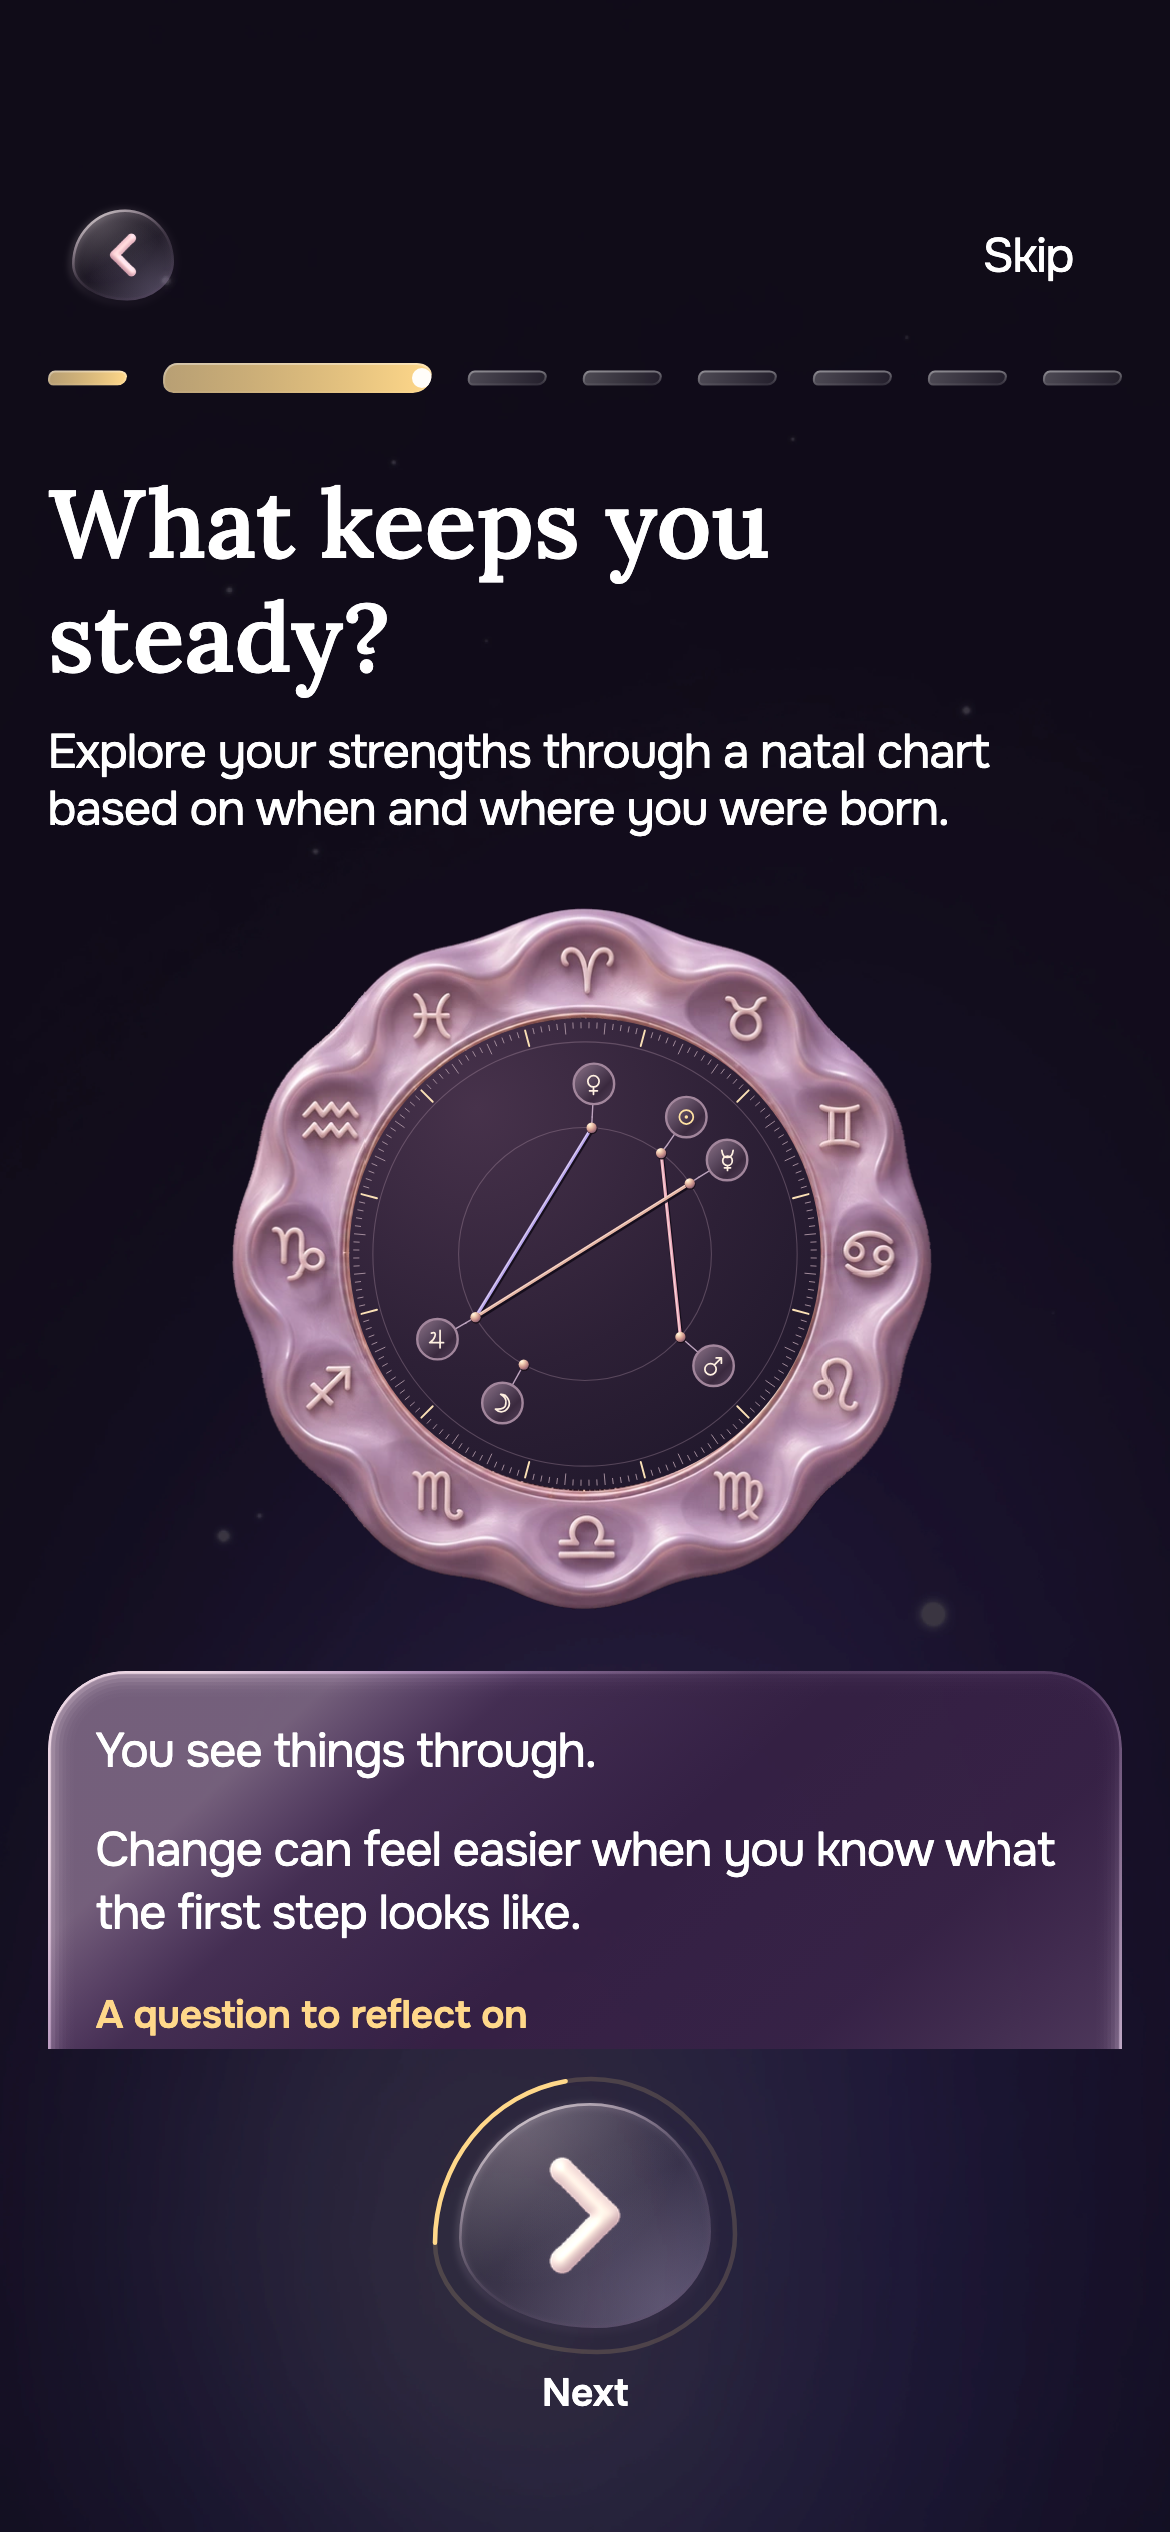 Skip
What keeps you
steady?
Explore your strengths through a natal chart
based on when and where you were born.
You see things through.
Change can feel easier when you know what
the first step looks like.
A question to reflect on
Next